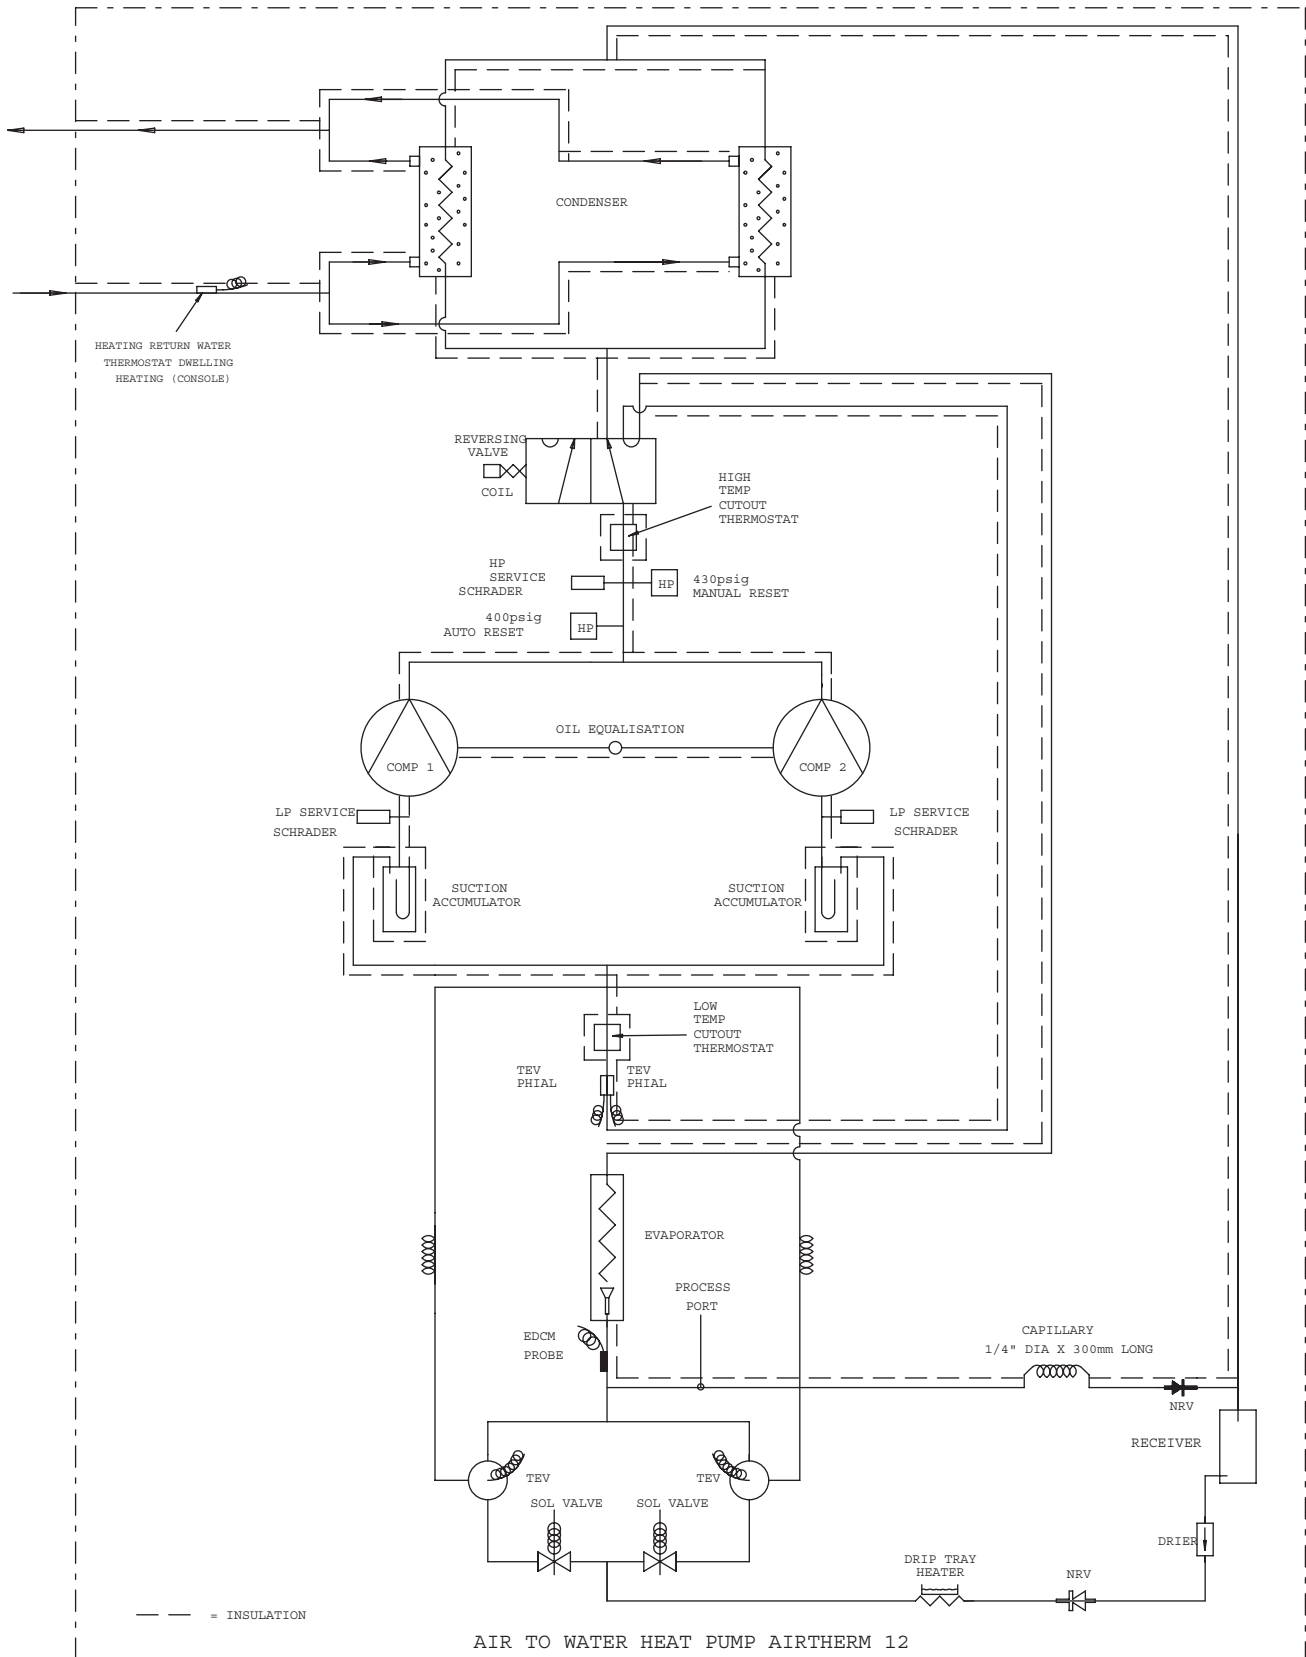 CONDENSER
HEATING RETURN WATER
THERMOSTAT DWELLING
HEATING (CONSOLE)
REVERSING
VALVE
COIL
HIGH
TEMP
CUTOUT
THERMOSTAT
HP
SERVICE
SCHRADER
HP
430psig
MANUAL RESET
400psig
AUTO RESET
HP
OIL EQUALISATION
COMP 1
COMP 2
LP SERVICE
SCHRADER
LP SERVICE
SCHRADER
SUCTION
ACCUMULATOR
SUCTION
ACCUMULATOR
LOW
TEMP
CUTOUT
THERMOSTAT
TEV
PHIAL
TEV
PHIAL
EVAPORATOR
PROCESS
PORT
EDCM
PROBE
CAPILLARY
1/4" DIA X 300mm LONG
NRV
RECEIVER
TEV
TEV
SOL VALVE
SOL VALVE
DRIER
DRIP TRAY
HEATER
NRV
= INSULATION
AIR TO WATER HEAT PUMP AIRTHERM 12